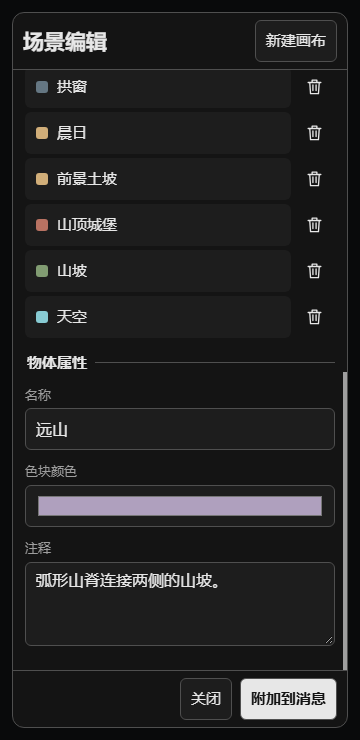 场景编辑
新建画布
拱窗
晨日
前景土坡
山顶城堡
山坡
天空
物体属性
名称
远山
色块颜色
注释
弧形山脊连接两侧的山坡。
关闭
附加到消息